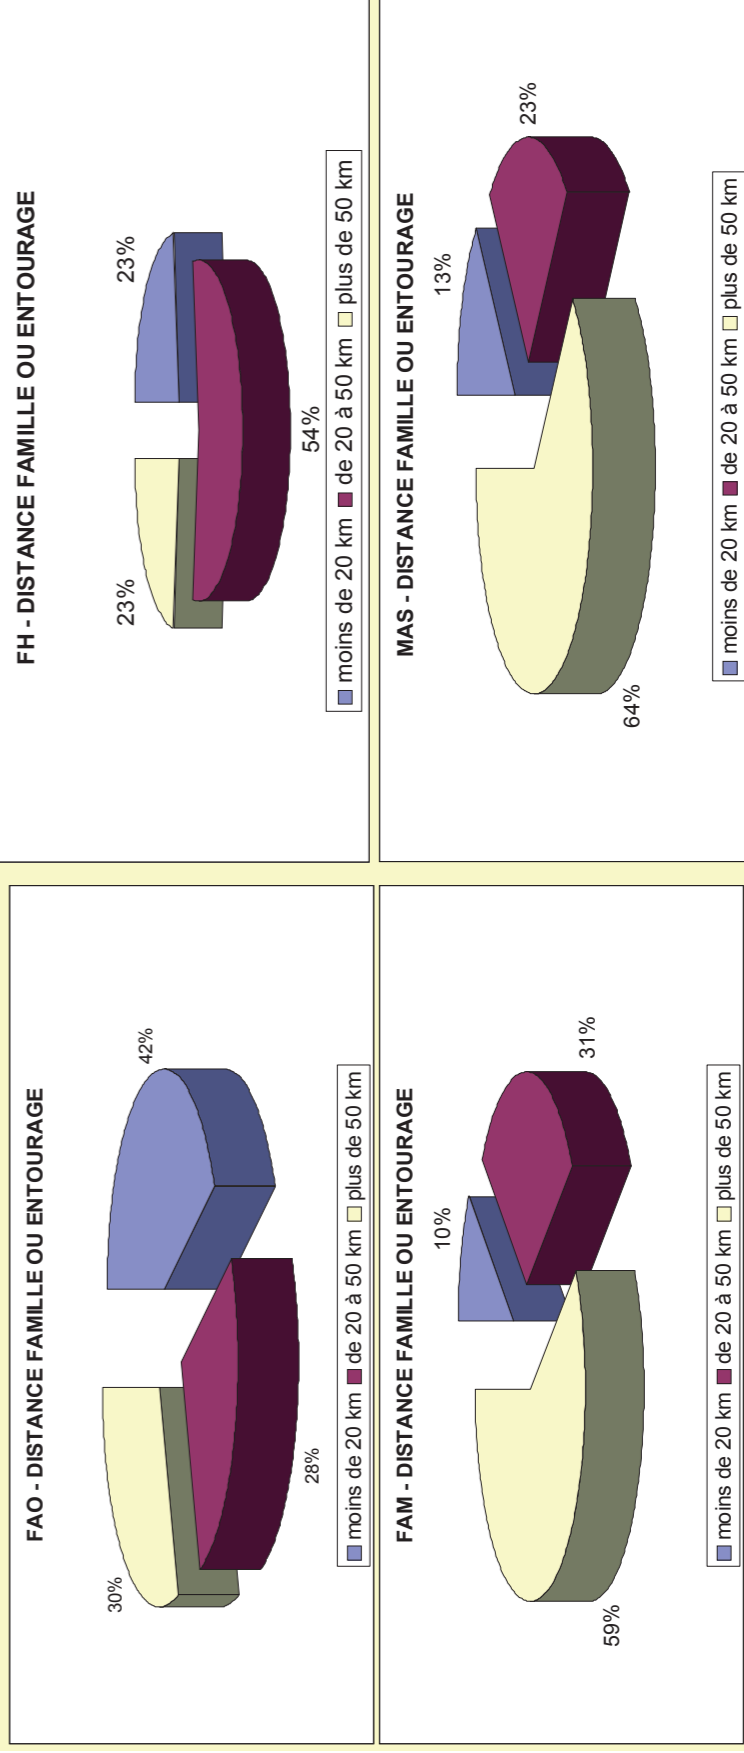 FAO - DISTANCE FAMILLE OU ENTOURAGE
30%
42%
28%
moins de 20 km de 20 à 50 km plus de 50 km
FH - DISTANCE FAMILLE OU ENTOURAGE
23%
23%
54%
moins de 20 km de 20 à 50 km plus de 50 km
FAM - DISTANCE FAMILLE OU ENTOURAGE
10%
31%
59%
moins de 20 km de 20 à 50 km plus de 50 km
MAS - DISTANCE FAMILLE OU ENTOURAGE
13%
23%
64%
moins de 20 km de 20 à 50 km plus de 50 km